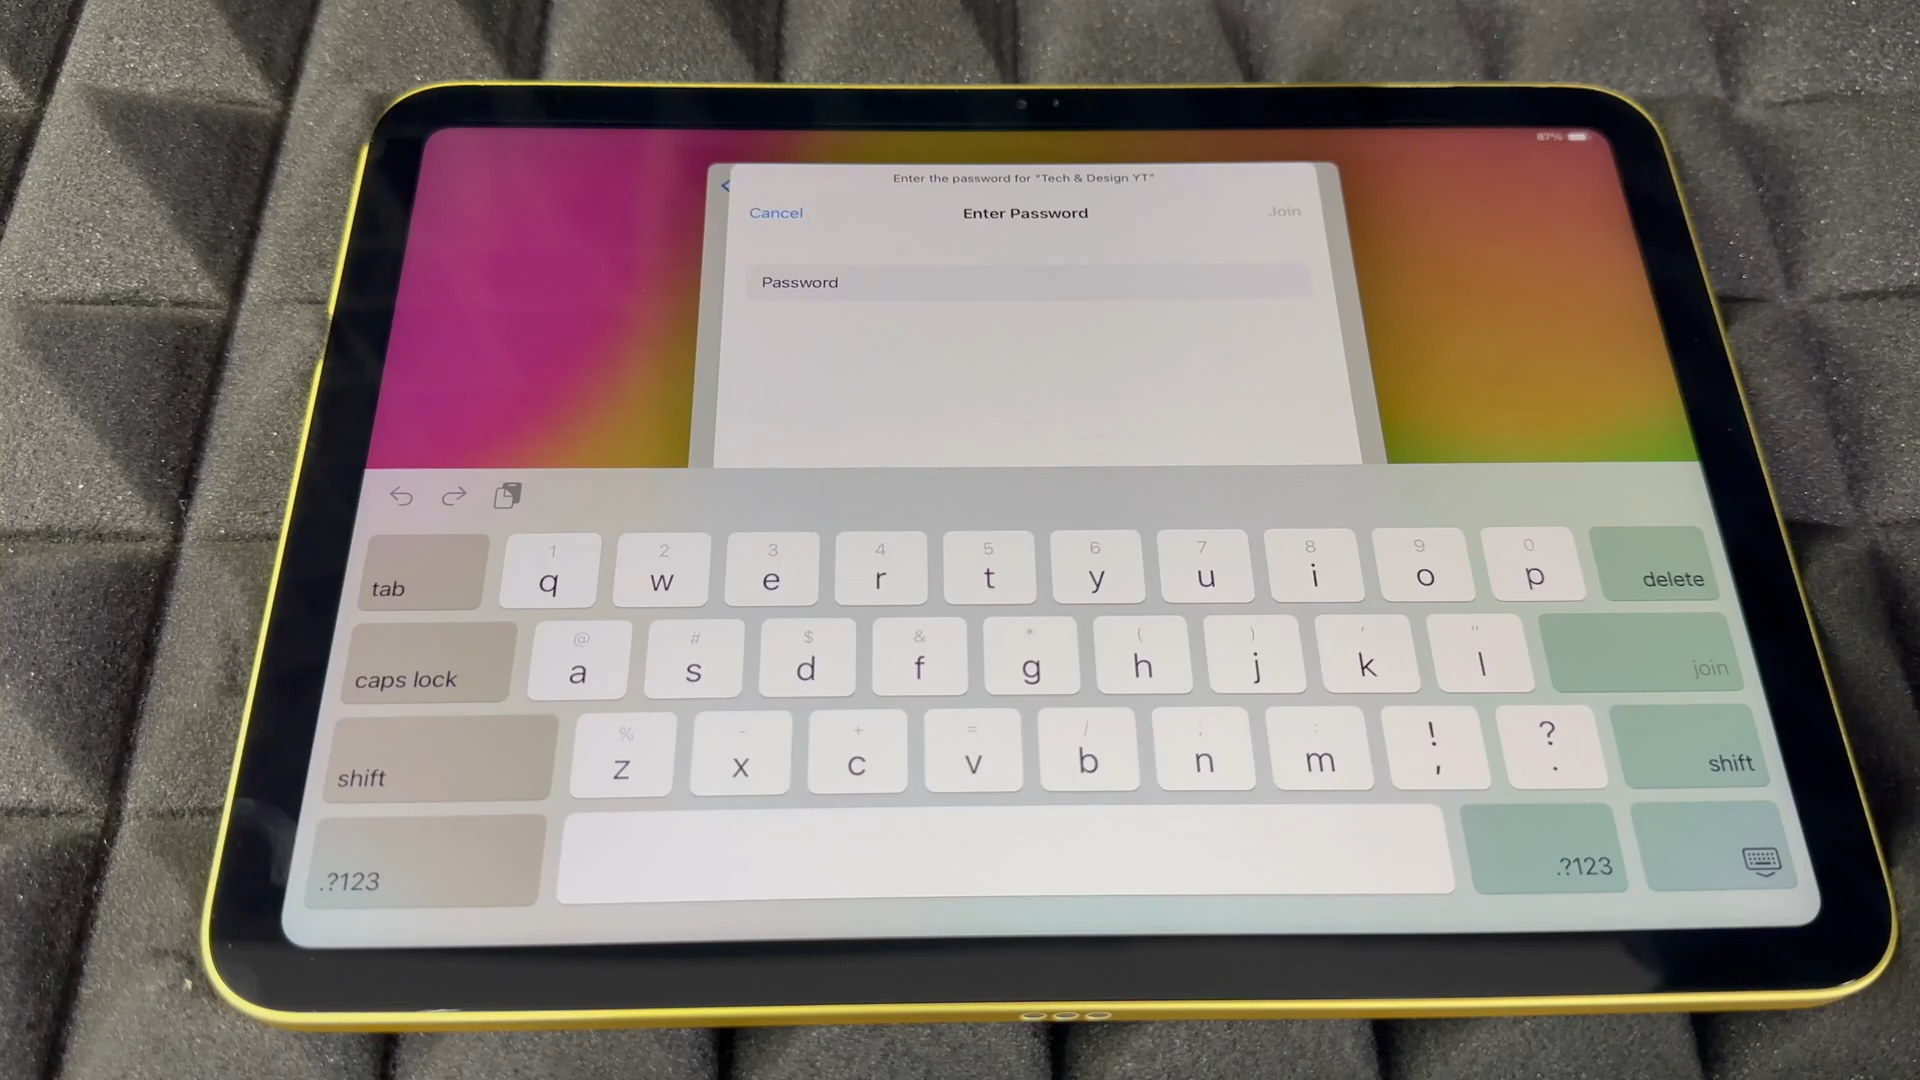 87%
Enter the password for "Tech & Design YT"
Cancel Enter Password Join
Password
1 2 3 4 5 6 7 8 9 0
tab q w e r t y u i o p delete
@ # $ & * ( ) ' "
caps lock a s d f g h j k l join
% - + = / ; : ! ?
shift z x c v b n m , . shift
.?123 .?123